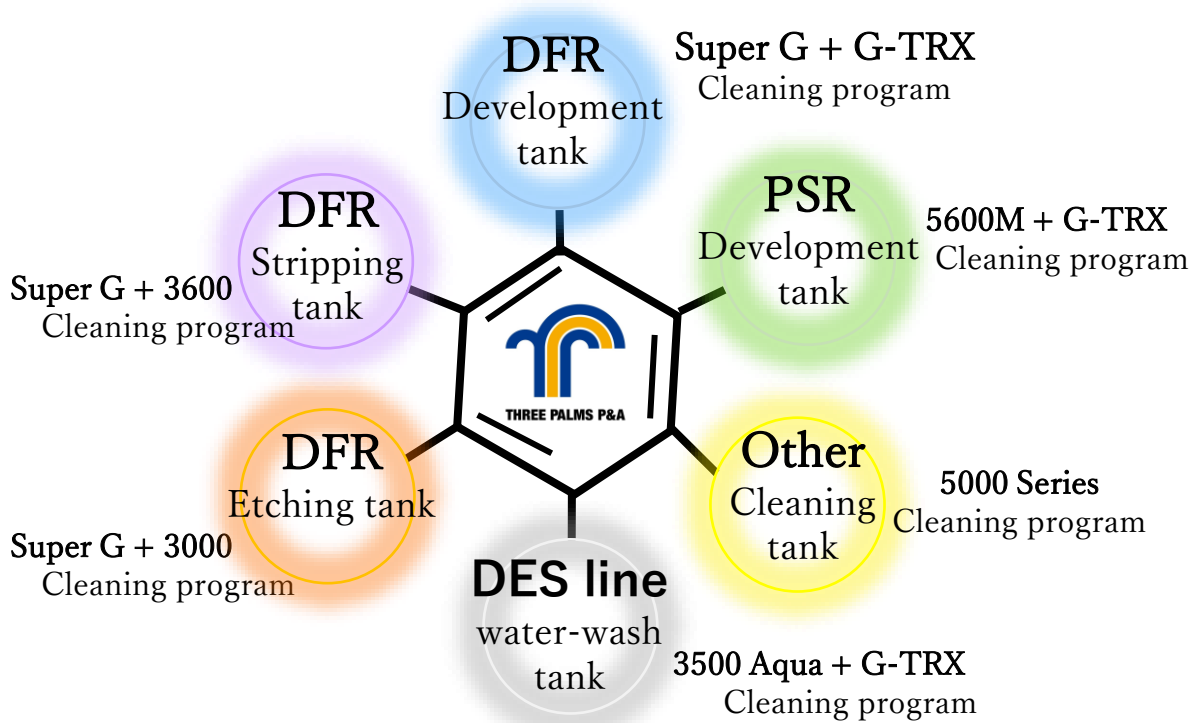 DFR
Development
tank
Super G + G-TRX
Cleaning program
PSR
Development
tank
5600M + G-TRX
Cleaning program
Other
Cleaning
tank
5000 Series
Cleaning program
DES line
water-wash
tank
3500 Aqua + G-TRX
Cleaning program
DFR
Etching tank
Super G + 3000
Cleaning program
DFR
Stripping
tank
Super G + 3600
Cleaning program
THREE PALMS P&A